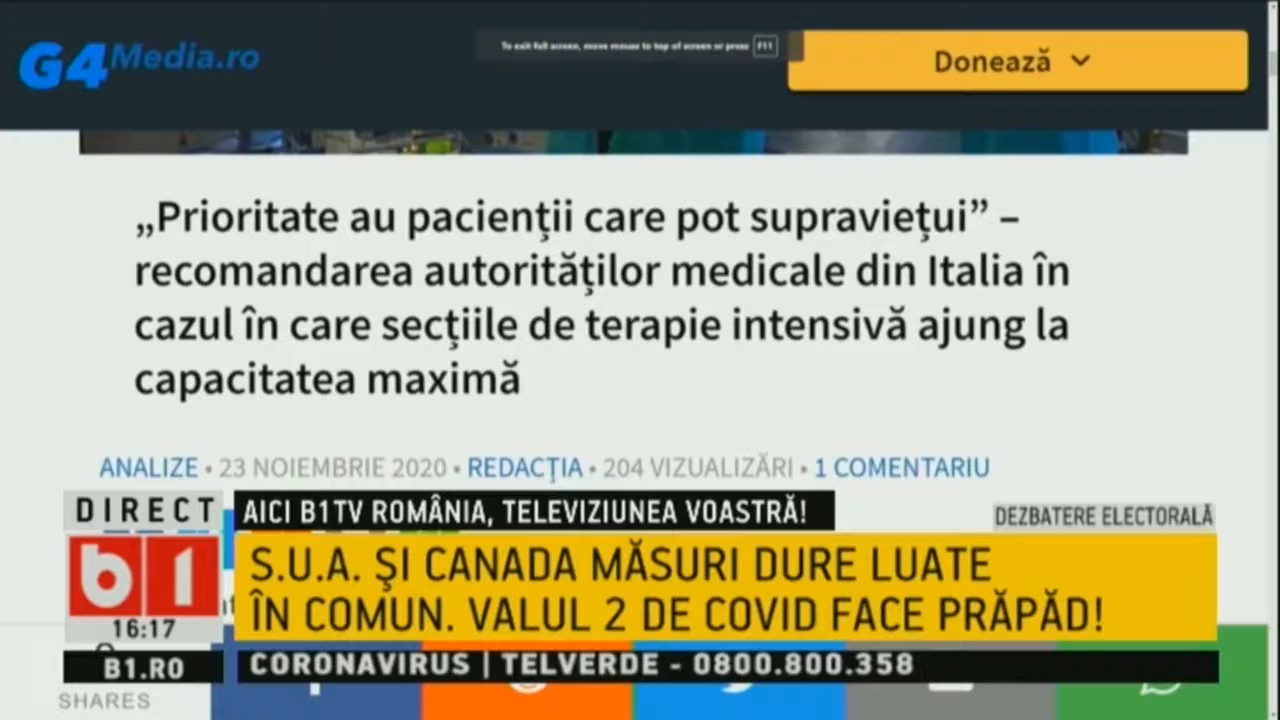 G4Media.ro
To exit full screen, move mouse to top of screen or press F11
Donează
„Prioritate au pacienții care pot supraviețui” –
recomandarea autorităților medicale din Italia în
cazul în care secțiile de terapie intensivă ajung la
capacitatea maximă
ANALIZE • 23 NOIEMBRIE 2020 • REDACŢIA • 204 VIZUALIZĂRI • 1 COMENTARIU
DIRECT
AICI B1TV ROMÂNIA, TELEVIZIUNEA VOASTRĂ!
DEZBATERE ELECTORALĂ
b1
S.U.A. ŞI CANADA MĂSURI DURE LUATE
ÎN COMUN. VALUL 2 DE COVID FACE PRĂPĂD!
16:17
B1.RO
CORONAVIRUS | TELVERDE - 0800.800.358
SHARES